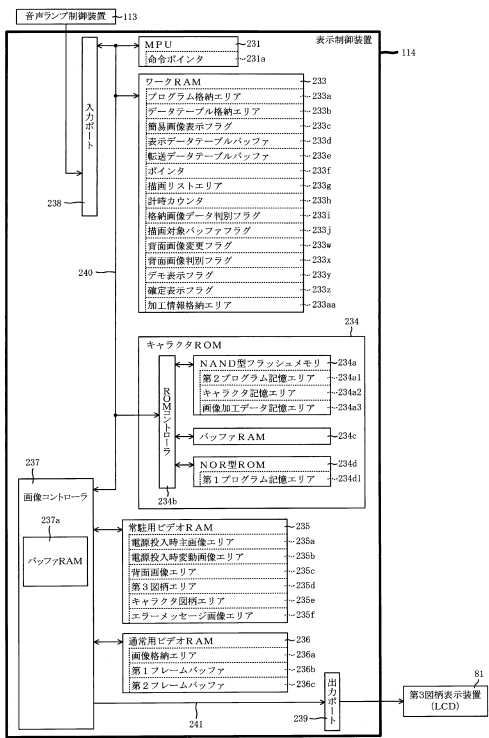 音声ランプ制御装置 113
表示制御装置
114
MPU 231
命令ポインタ 231a
ワークRAM 233
プログラム格納エリア 233a
データテーブル格納エリア 233b
簡易画像表示フラグ 233c
表示データテーブルバッファ 233d
転送データテーブルバッファ 233e
ポインタ 233f
描画リストエリア 233g
計時カウンタ 233h
格納画像データ判別フラグ 233i
描画対象バッファフラグ 233j
背面画像変更フラグ 233w
背面画像判別フラグ 233x
デモ表示フラグ 233y
確定表示フラグ 233z
加工情報格納エリア 233aa
入力ポート
238
240
234
キャラクタROM
NAND型フラッシュメモリ 234a
第2プログラム記憶エリア 234a1
キャラクタ記憶エリア 234a2
画像加工データ記憶エリア 234a3
ROMコントローラ
234b
バッファRAM 234c
NOR型ROM 234d
第1プログラム記憶エリア 234d1
237
画像コントローラ
237a
バッファRAM
常駐用ビデオRAM 235
電源投入時主画像エリア 235a
電源投入時変動画像エリア 235b
背面画像エリア 235c
第3図柄エリア 235d
キャラクタ図柄エリア 235e
エラーメッセージ画像エリア 235f
通常用ビデオRAM 236
画像格納エリア 236a
第1フレームバッファ 236b
第2フレームバッファ 236c
241
出力ポート
239
81
第3図柄表示装置
(LCD)